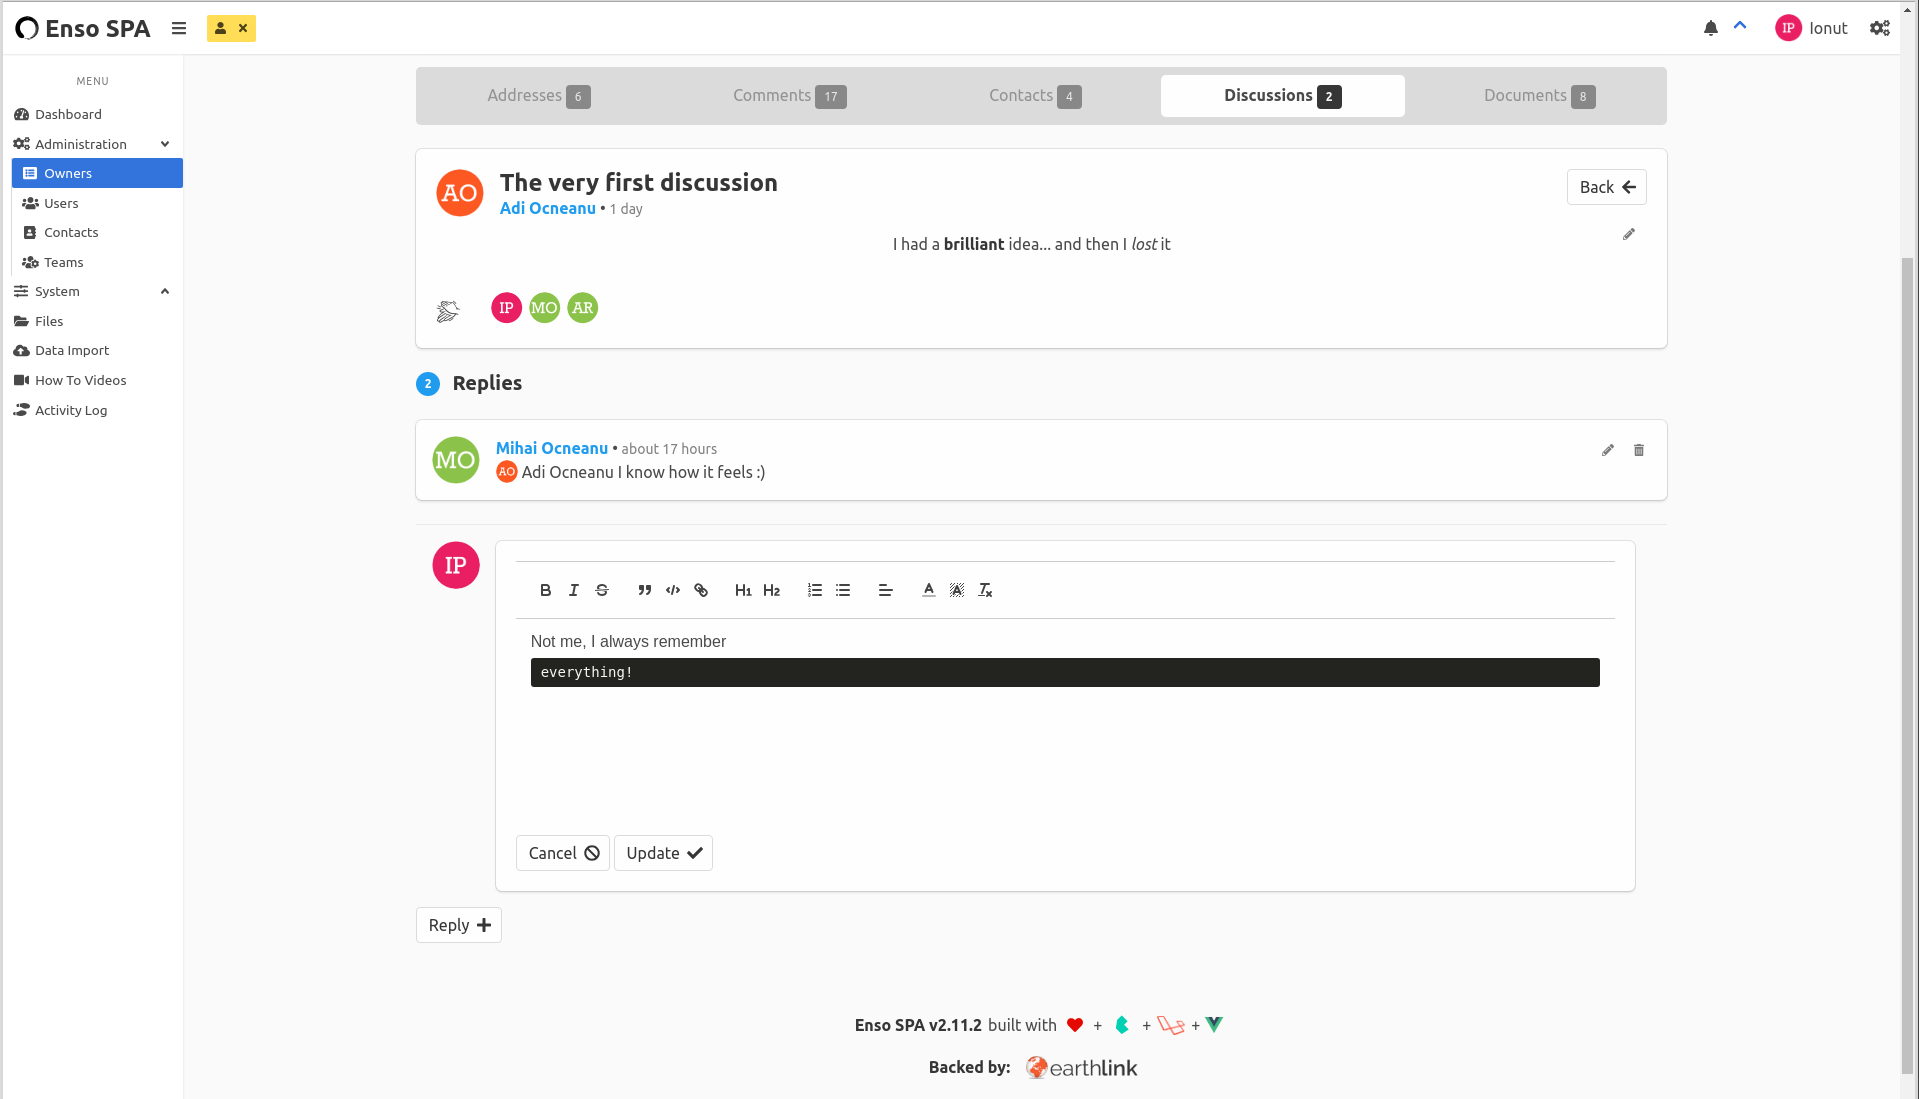 Enso SPA
IP Ionut
MENU
Dashboard
Administration
Owners
Users
Contacts
Teams
System
Files
Data Import
How To Videos
Activity Log
Addresses 6 Comments 17 Contacts 4 Discussions 2 Documents 8
AO
The very first discussion
Adi Ocneanu • 1 day
Back
I had a brilliant idea... and then I lost it
IP MO AR
2 Replies
MO
Mihai Ocneanu • about 17 hours
AO Adi Ocneanu I know how it feels :)
IP
B I S H1 H2 A A Tx
Not me, I always remember
everything!
Cancel Update
Reply
Enso SPA v2.11.2 built with + + +
Backed by: earthlink